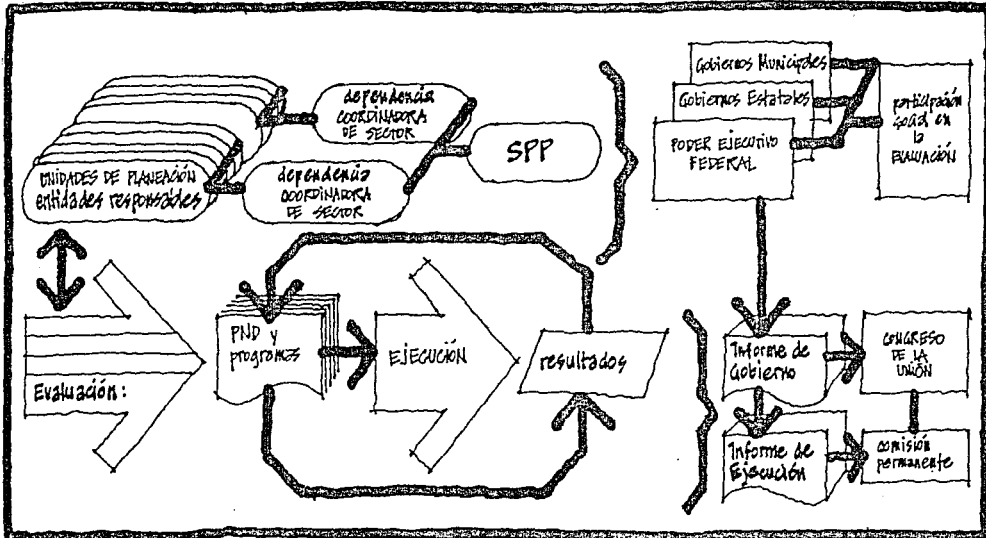 dependencia
COORDINADORA
DE SECTOR
SPP
UNIDADES DE PLANEACIÓN
entidades responsables
dependencia
COORDINADORA
DE SECTOR
Gobiernos Municipales
Gobiernos Estatales
PODER EJECUTIVO
FEDERAL
participación
social en
la
EVALUACIÓN
Evaluación:
PND y
programas
EJECUCIÓN
resultados
Informe de
Gobierno
CONGRESO
DE LA
UNIÓN
Informe de
Ejecución
comisión
permanente